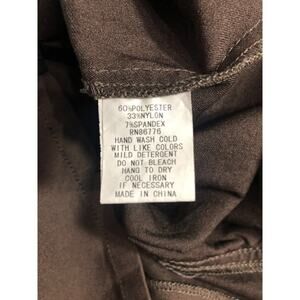 60%POLYESTER
33%NYLON
7%SPANDEX
RN86776
HAND WASH COLD
WITH LIKE COLORS
MILD DETERGENT
DO NOT BLEACH
HANG TO DRY
COOL IRON
IF NECESSARY
MADE IN CHINA